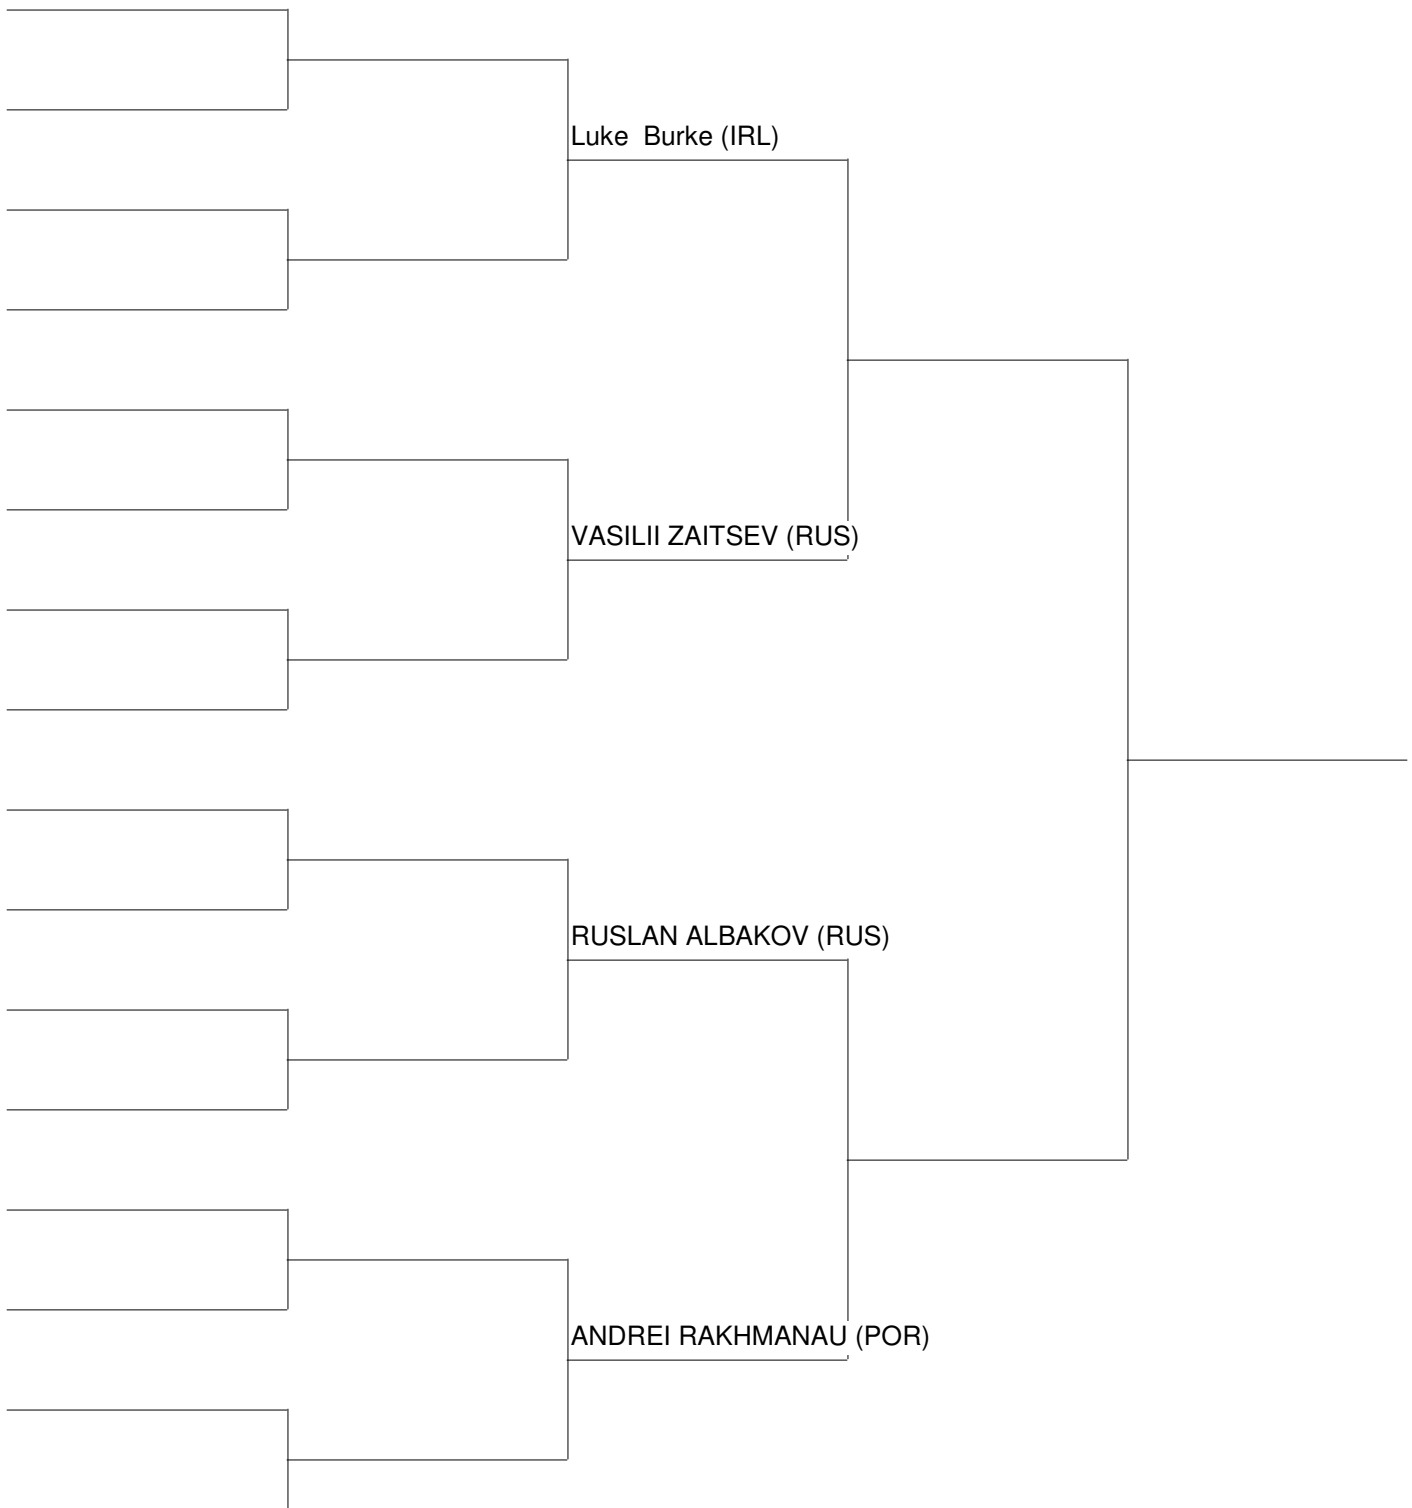 Luke  Burke (IRL)
VASILII ZAITSEV (RUS)
RUSLAN ALBAKOV (RUS)
ANDREI RAKHMANAU (POR)